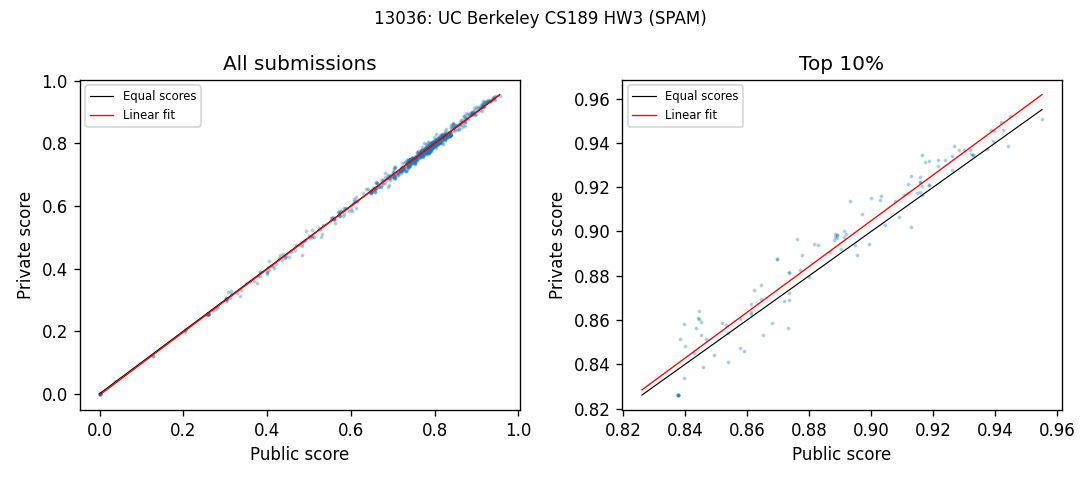 13036: UC Berkeley CS189 HW3 (SPAM)
All submissions
Equal scores
Linear fit
Private score
1.0
0.8
0.6
0.4
0.2
0.0
0.0 0.2 0.4 0.6 0.8 1.0
Public score
Top 10%
Equal scores
Linear fit
Private score
0.96
0.94
0.92
0.90
0.88
0.86
0.84
0.82
0.82 0.84 0.86 0.88 0.90 0.92 0.94 0.96
Public score